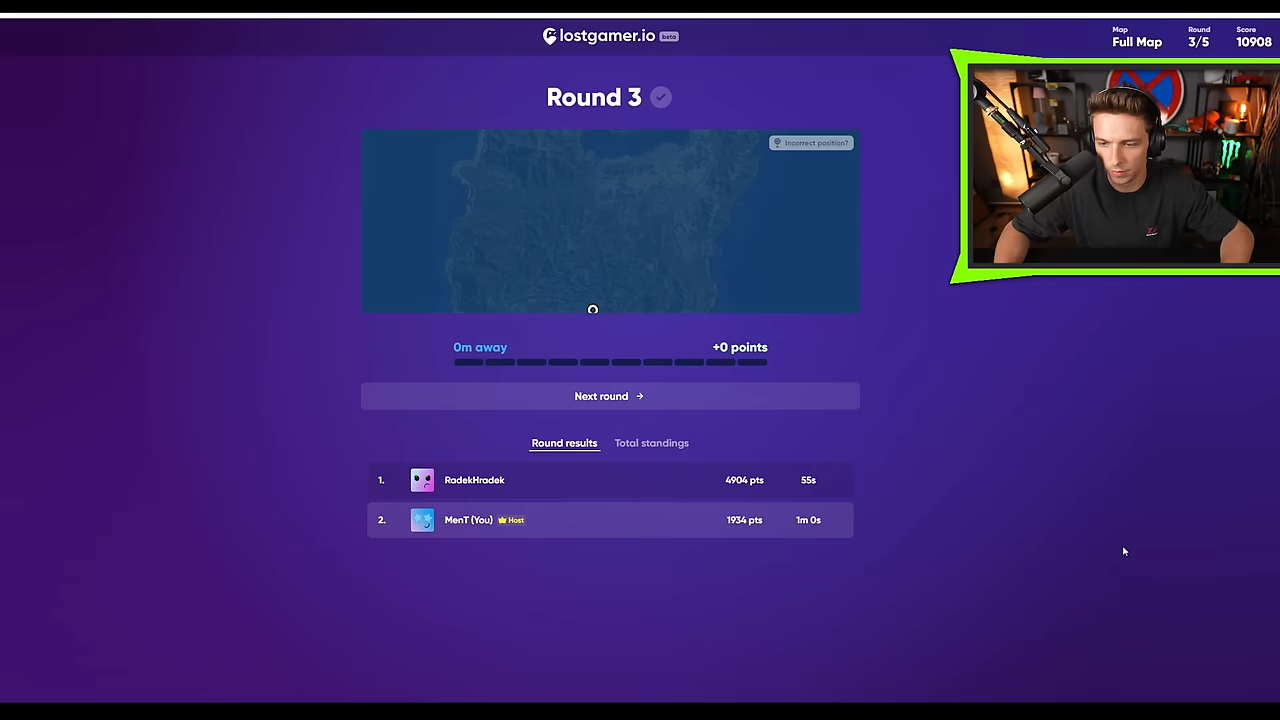 lostgamer.io beta
Map
Full Map
Round
3/5
Score
10908
Round 3
Incorrect position?
0m away
+0 points
Next round →
Round results
Total standings
1. RadekHradek 4904 pts 55s
2. MenT (You) Host 1934 pts 1m 0s